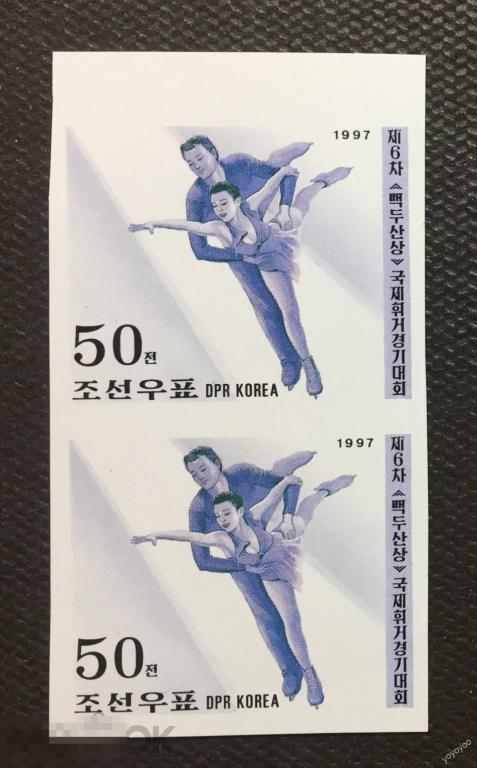 1997
제6차 《백두산상》 국제휘거경기대회
50전
조선우표 DPR KOREA
1997
제6차 《백두산상》 국제휘거경기대회
50전
조선우표 DPR KOREA
OK
yoyoyoo